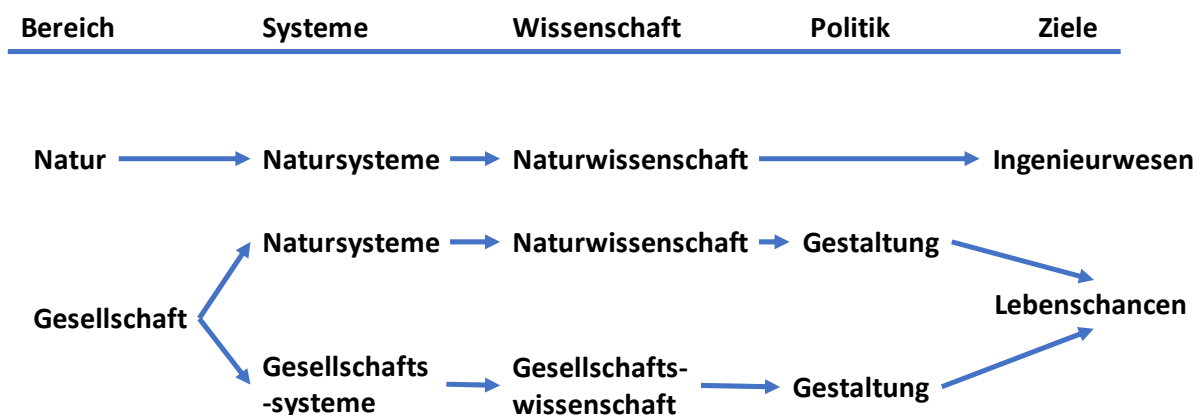 Bereich Systeme Wissenschaft Politik Ziele
Natur Natursysteme Naturwissenschaft Ingenieurwesen
Natursysteme Naturwissenschaft Gestaltung
Gesellschaft Lebenschancen
Gesellschafts Gesellschafts-
-systeme wissenschaft Gestaltung